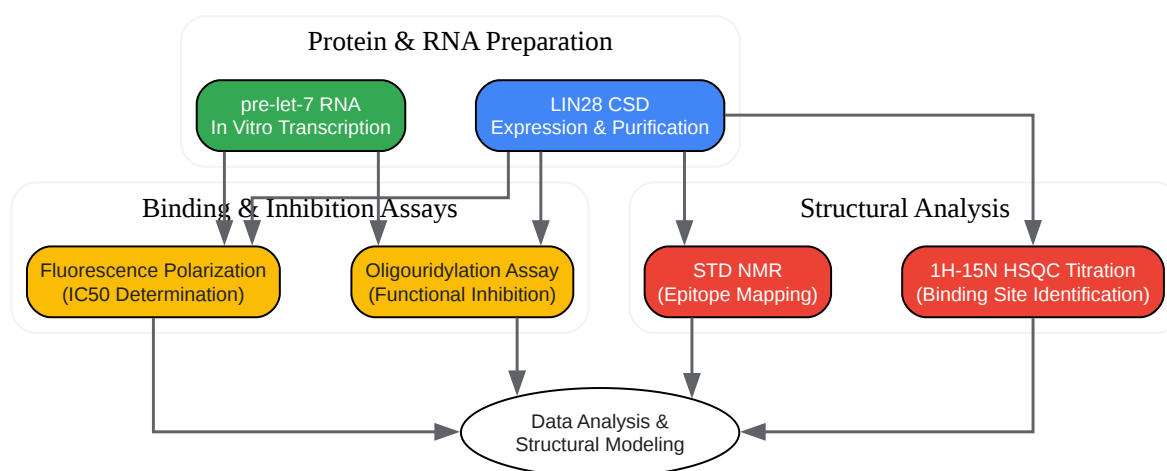 Protein & RNA Preparation
pre-let-7 RNA
In Vitro Transcription
LIN28 CSD
Expression & Purification
Binding & Inhibition Assays
Structural Analysis
Fluorescence Polarization
(IC50 Determination)
Oligouridylation Assay
(Functional Inhibition)
STD NMR
(Epitope Mapping)
1H-15N HSQC Titration
(Binding Site Identification)
Data Analysis &
Structural Modeling